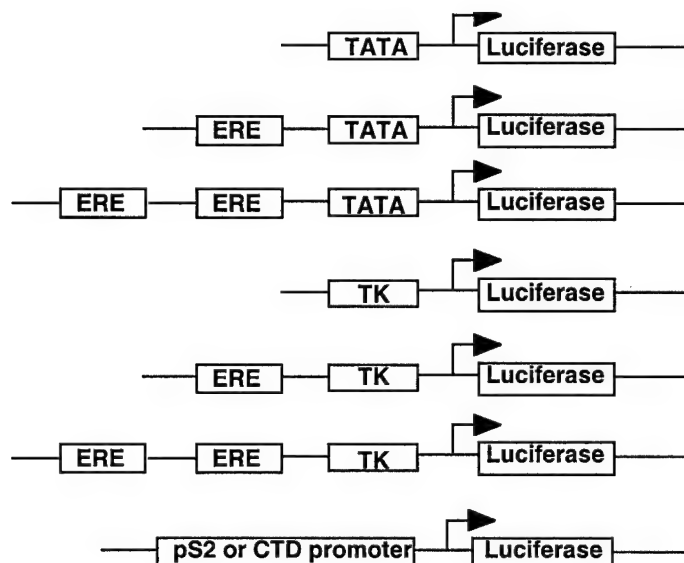 TATA Luciferase
ERE TATA Luciferase
ERE ERE TATA Luciferase
TK Luciferase
ERE TK Luciferase
ERE ERE TK Luciferase
pS2 or CTD promoter Luciferase